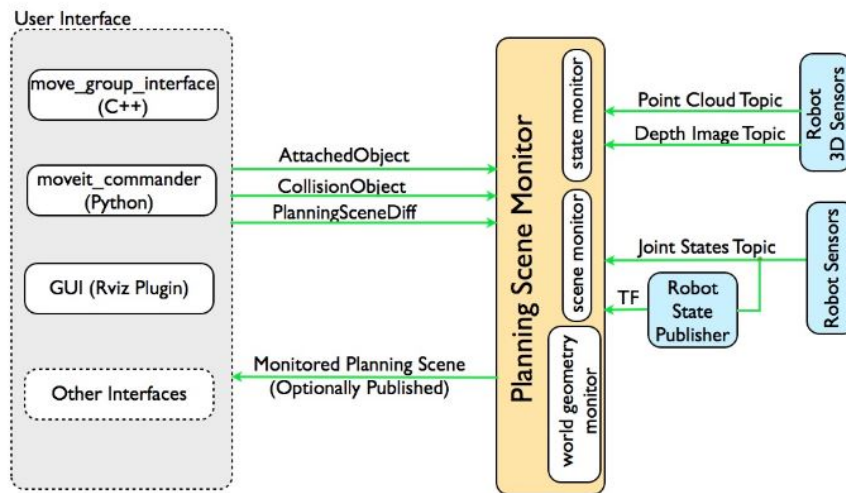 User Interface
move_group_interface
(C++)
moveit_commander
(Python)
GUI (Rviz Plugin)
Other Interfaces
AttachedObject
CollisionObject
PlanningSceneDiff
Monitored Planning Scene
(Optionally Published)
Planning Scene Monitor
state monitor
scene monitor
world geometry
monitor
Point Cloud Topic
Depth Image Topic
Joint States Topic
TF
Robot
State
Publisher
Robot
3D Sensors
Robot Sensors